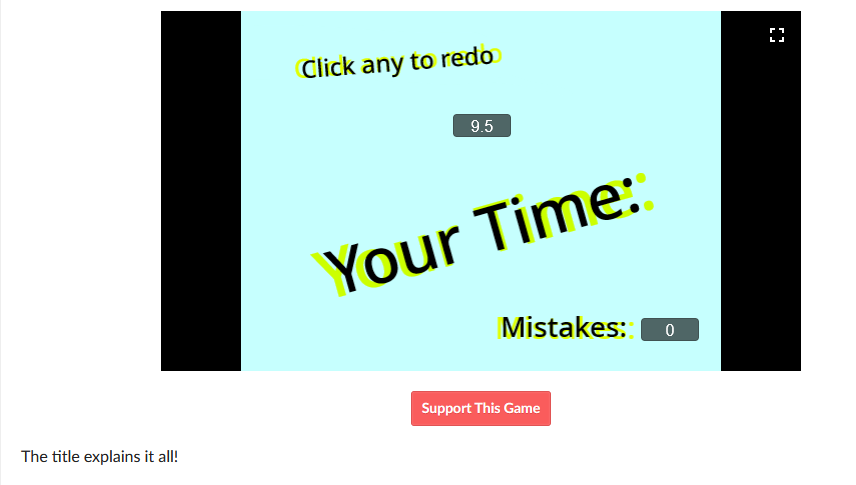 Click any to redo
9.5
Your Time:
Mistakes: 0
Support This Game
The title explains it all!